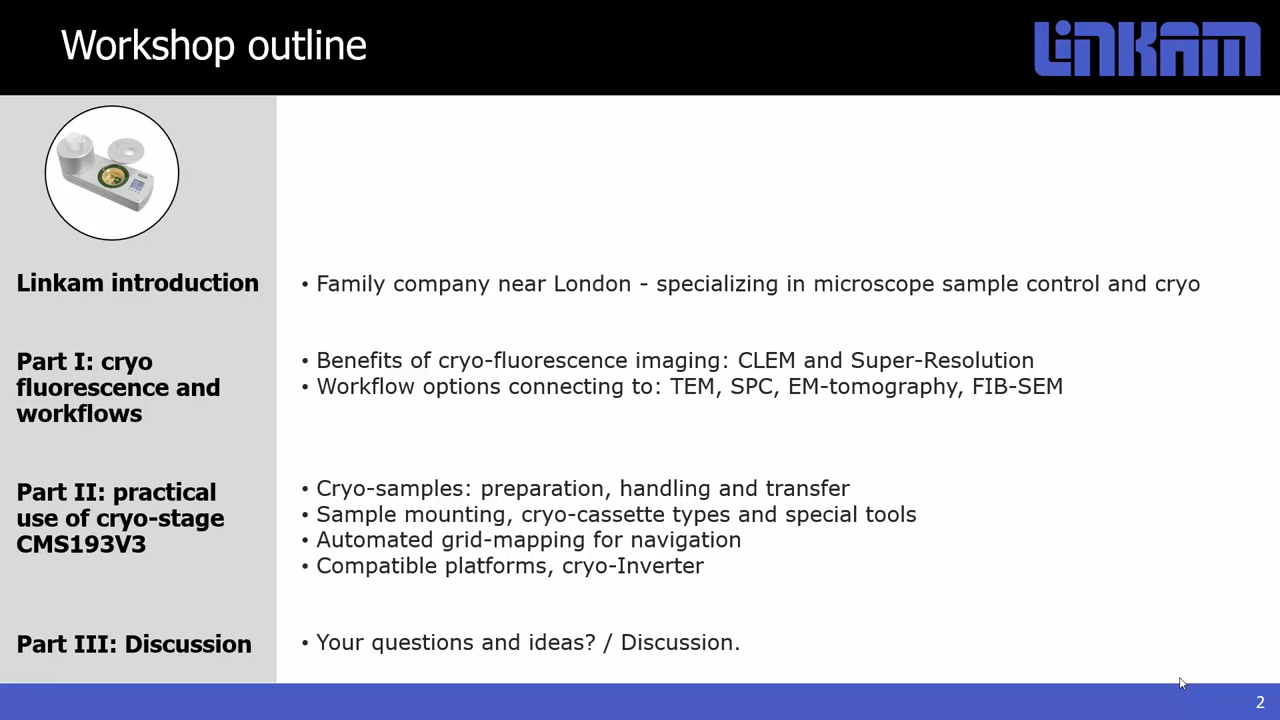 Workshop outline
LINKAM
Linkam introduction
• Family company near London - specializing in microscope sample control and cryo
Part I: cryo
fluorescence and
workflows
• Benefits of cryo-fluorescence imaging: CLEM and Super-Resolution
• Workflow options connecting to: TEM, SPC, EM-tomography, FIB-SEM
Part II: practical
use of cryo-stage
CMS193V3
• Cryo-samples: preparation, handling and transfer
• Sample mounting, cryo-cassette types and special tools
• Automated grid-mapping for navigation
• Compatible platforms, cryo-Inverter
Part III: Discussion
• Your questions and ideas? / Discussion.
2